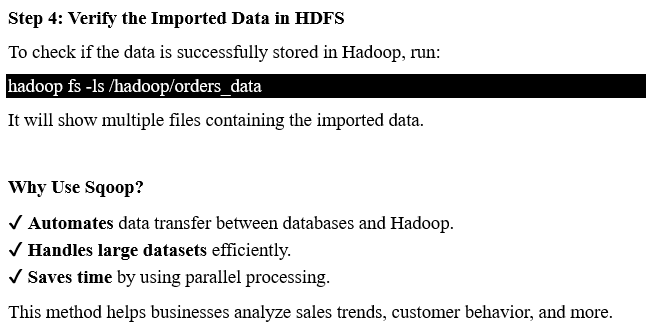 Step 4: Verify the Imported Data in HDFS
To check if the data is successfully stored in Hadoop, run:
hadoop fs -ls /hadoop/orders_data
It will show multiple files containing the imported data.
Why Use Sqoop?
✓ Automates data transfer between databases and Hadoop.
✓ Handles large datasets efficiently.
✓ Saves time by using parallel processing.
This method helps businesses analyze sales trends, customer behavior, and more.